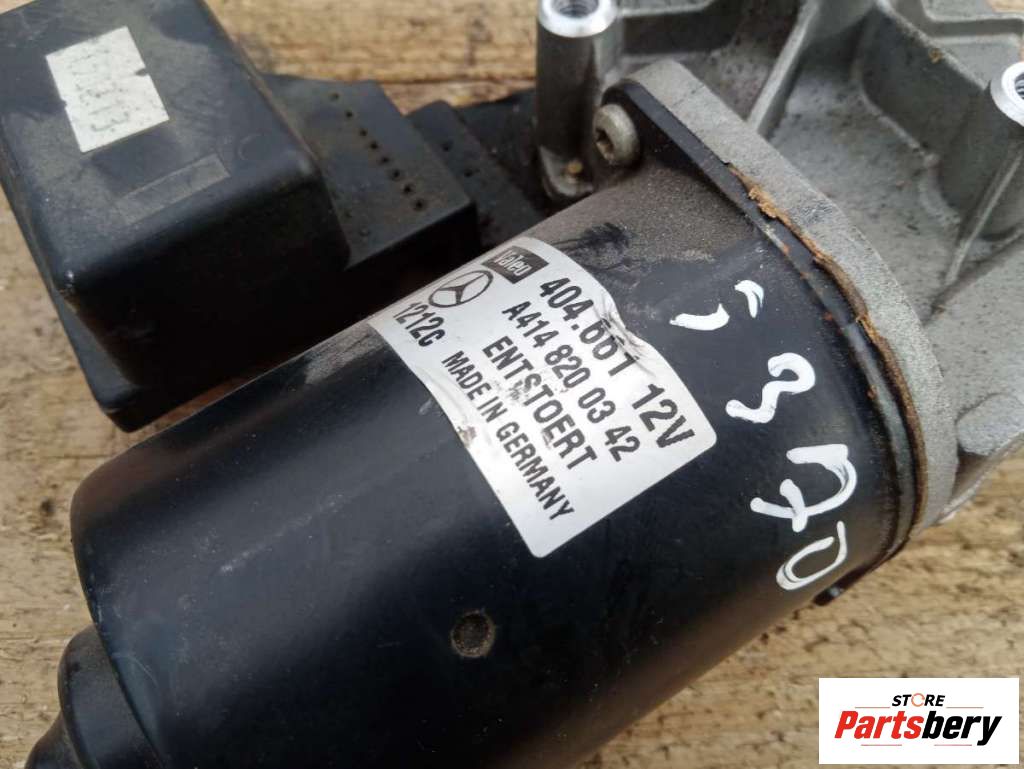 Valeo 404.661 12V
A414 820 03 42
1212C ENTSTOERT
MADE IN GERMANY
STORE
Partsbery